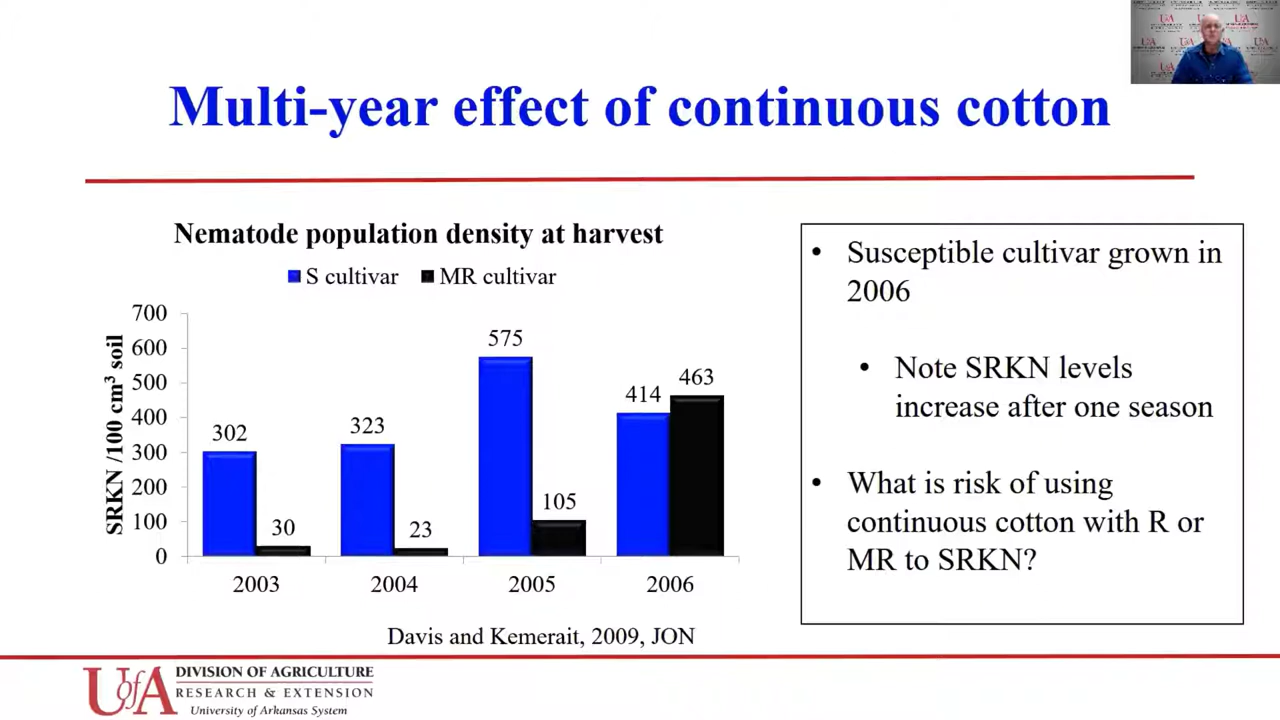 Multi-year effect of continuous cotton
Nematode population density at harvest
S cultivar MR cultivar
SRKN /100 cm³ soil
700
600
500
400
300
200
100
0
302
30
323
23
575
105
414
463
2003 2004 2005 2006
Davis and Kemerait, 2009, JON
• Susceptible cultivar grown in
2006
• Note SRKN levels
increase after one season
• What is risk of using
continuous cotton with R or
MR to SRKN?
UofA
DIVISION OF AGRICULTURE
RESEARCH & EXTENSION
University of Arkansas System